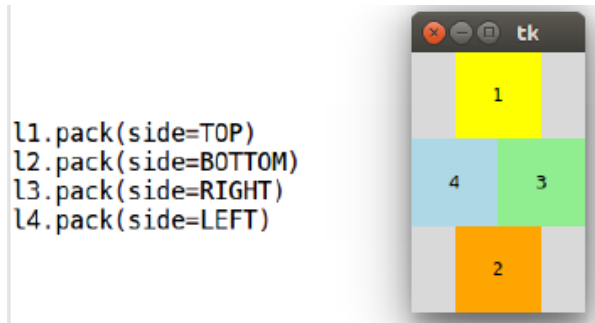 l1.pack(side=TOP)
l2.pack(side=BOTTOM)
l3.pack(side=RIGHT)
l4.pack(side=LEFT)
tk
1
4 3
2